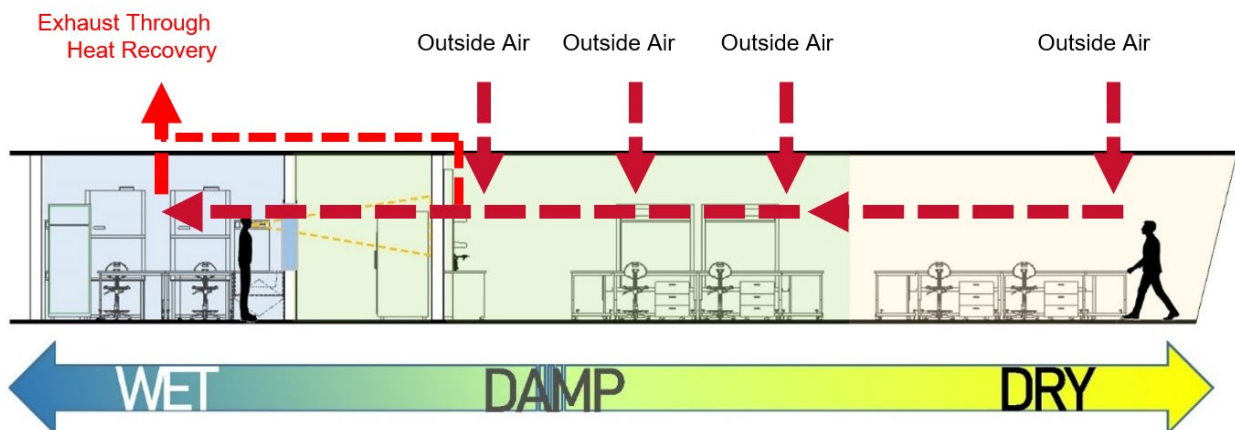 Exhaust Through
Heat Recovery
Outside Air
Outside Air
Outside Air
Outside Air
WET
DAMP
DRY